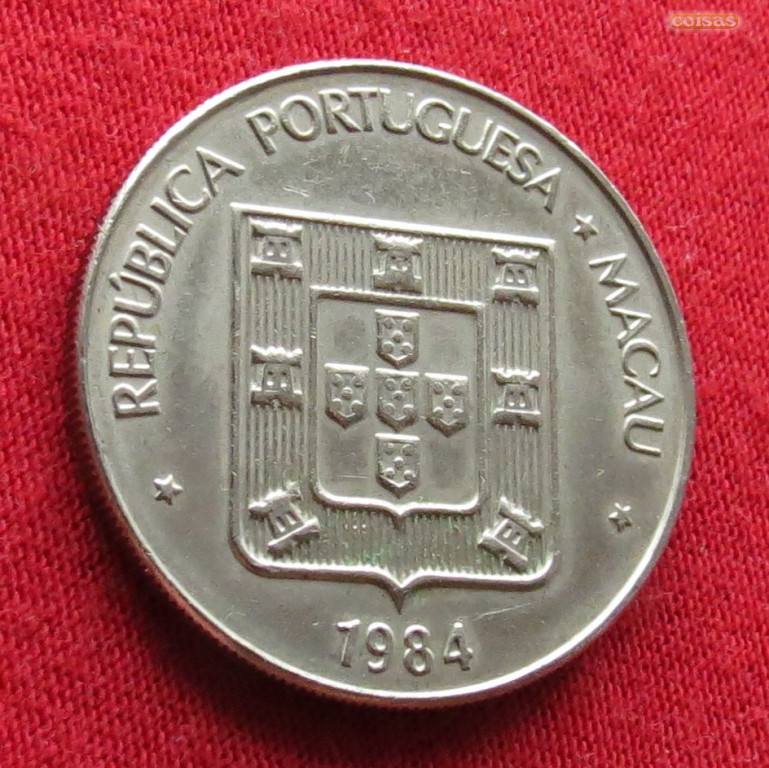 coisas
REPÚBLICA PORTUGUESA ★ MACAU ★
★ 1984